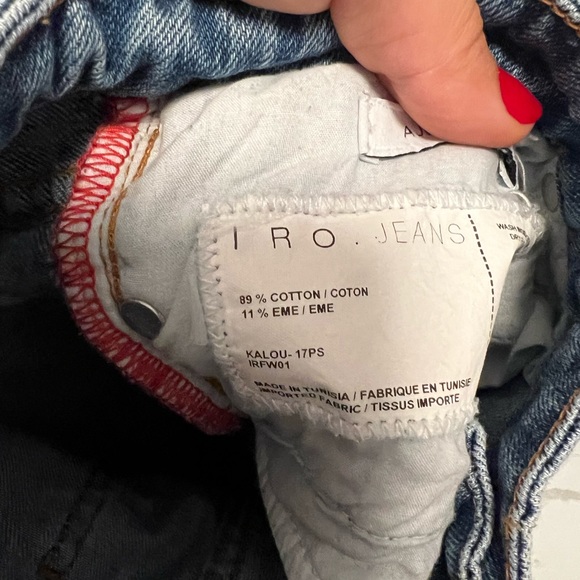 I R O . JEANS
89 % COTTON / COTON
11 % EME / EME
KALOU- 17PS
IRFW01
MADE IN TUNISIA / FABRIQUE EN TUNISIE
IMPORTED FABRIC / TISSUS IMPORTE
WASH